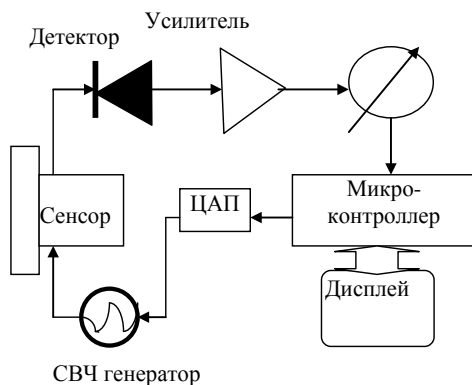 Усилитель
Детектор
Сенсор
ЦАП
Микро-
контроллер
Дисплей
СВЧ генератор